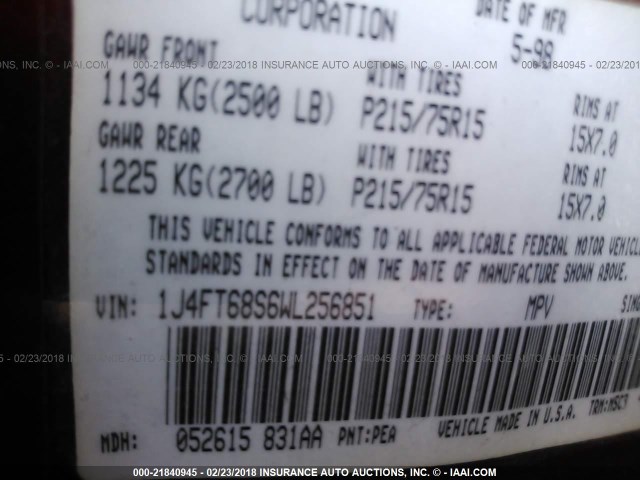 CORPORATION DATE OF MFR
GAWR FRONT WITH TIRES RIMS AT 5-98
1134 KG(2500 LB) P215/75R15 15X7.0
GAWR REAR WITH TIRES RIMS AT
1225 KG(2700 LB) P215/75R15 15X7.0
THIS VEHICLE CONFORMS TO ALL APPLICABLE FEDERAL MOTOR VEHICLE
STANDARDS IN EFFECT ON THE DATE OF MANUFACTURE SHOWN ABOVE.
VIN: 1J4FT68S6WL256851 TYPE: MPV SING
MDH: 052615 831AA PNT:PEA VEHICLE MADE IN U.S.A. TRM:MSC9
000-21840945 - 02/23/2018 INSURANCE AUTO AUCTIONS - © IAAI.COM